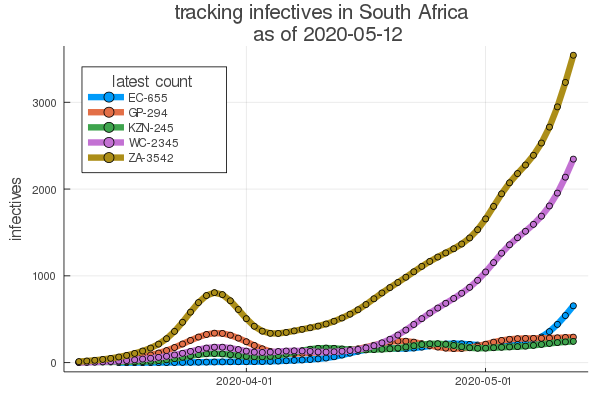 tracking infectives in South Africa
as of 2020-05-12
latest count
EC-655
GP-294
KZN-245
WC-2345
ZA-3542
infectives
3000
2000
1000
0
2020-04-01
2020-05-01